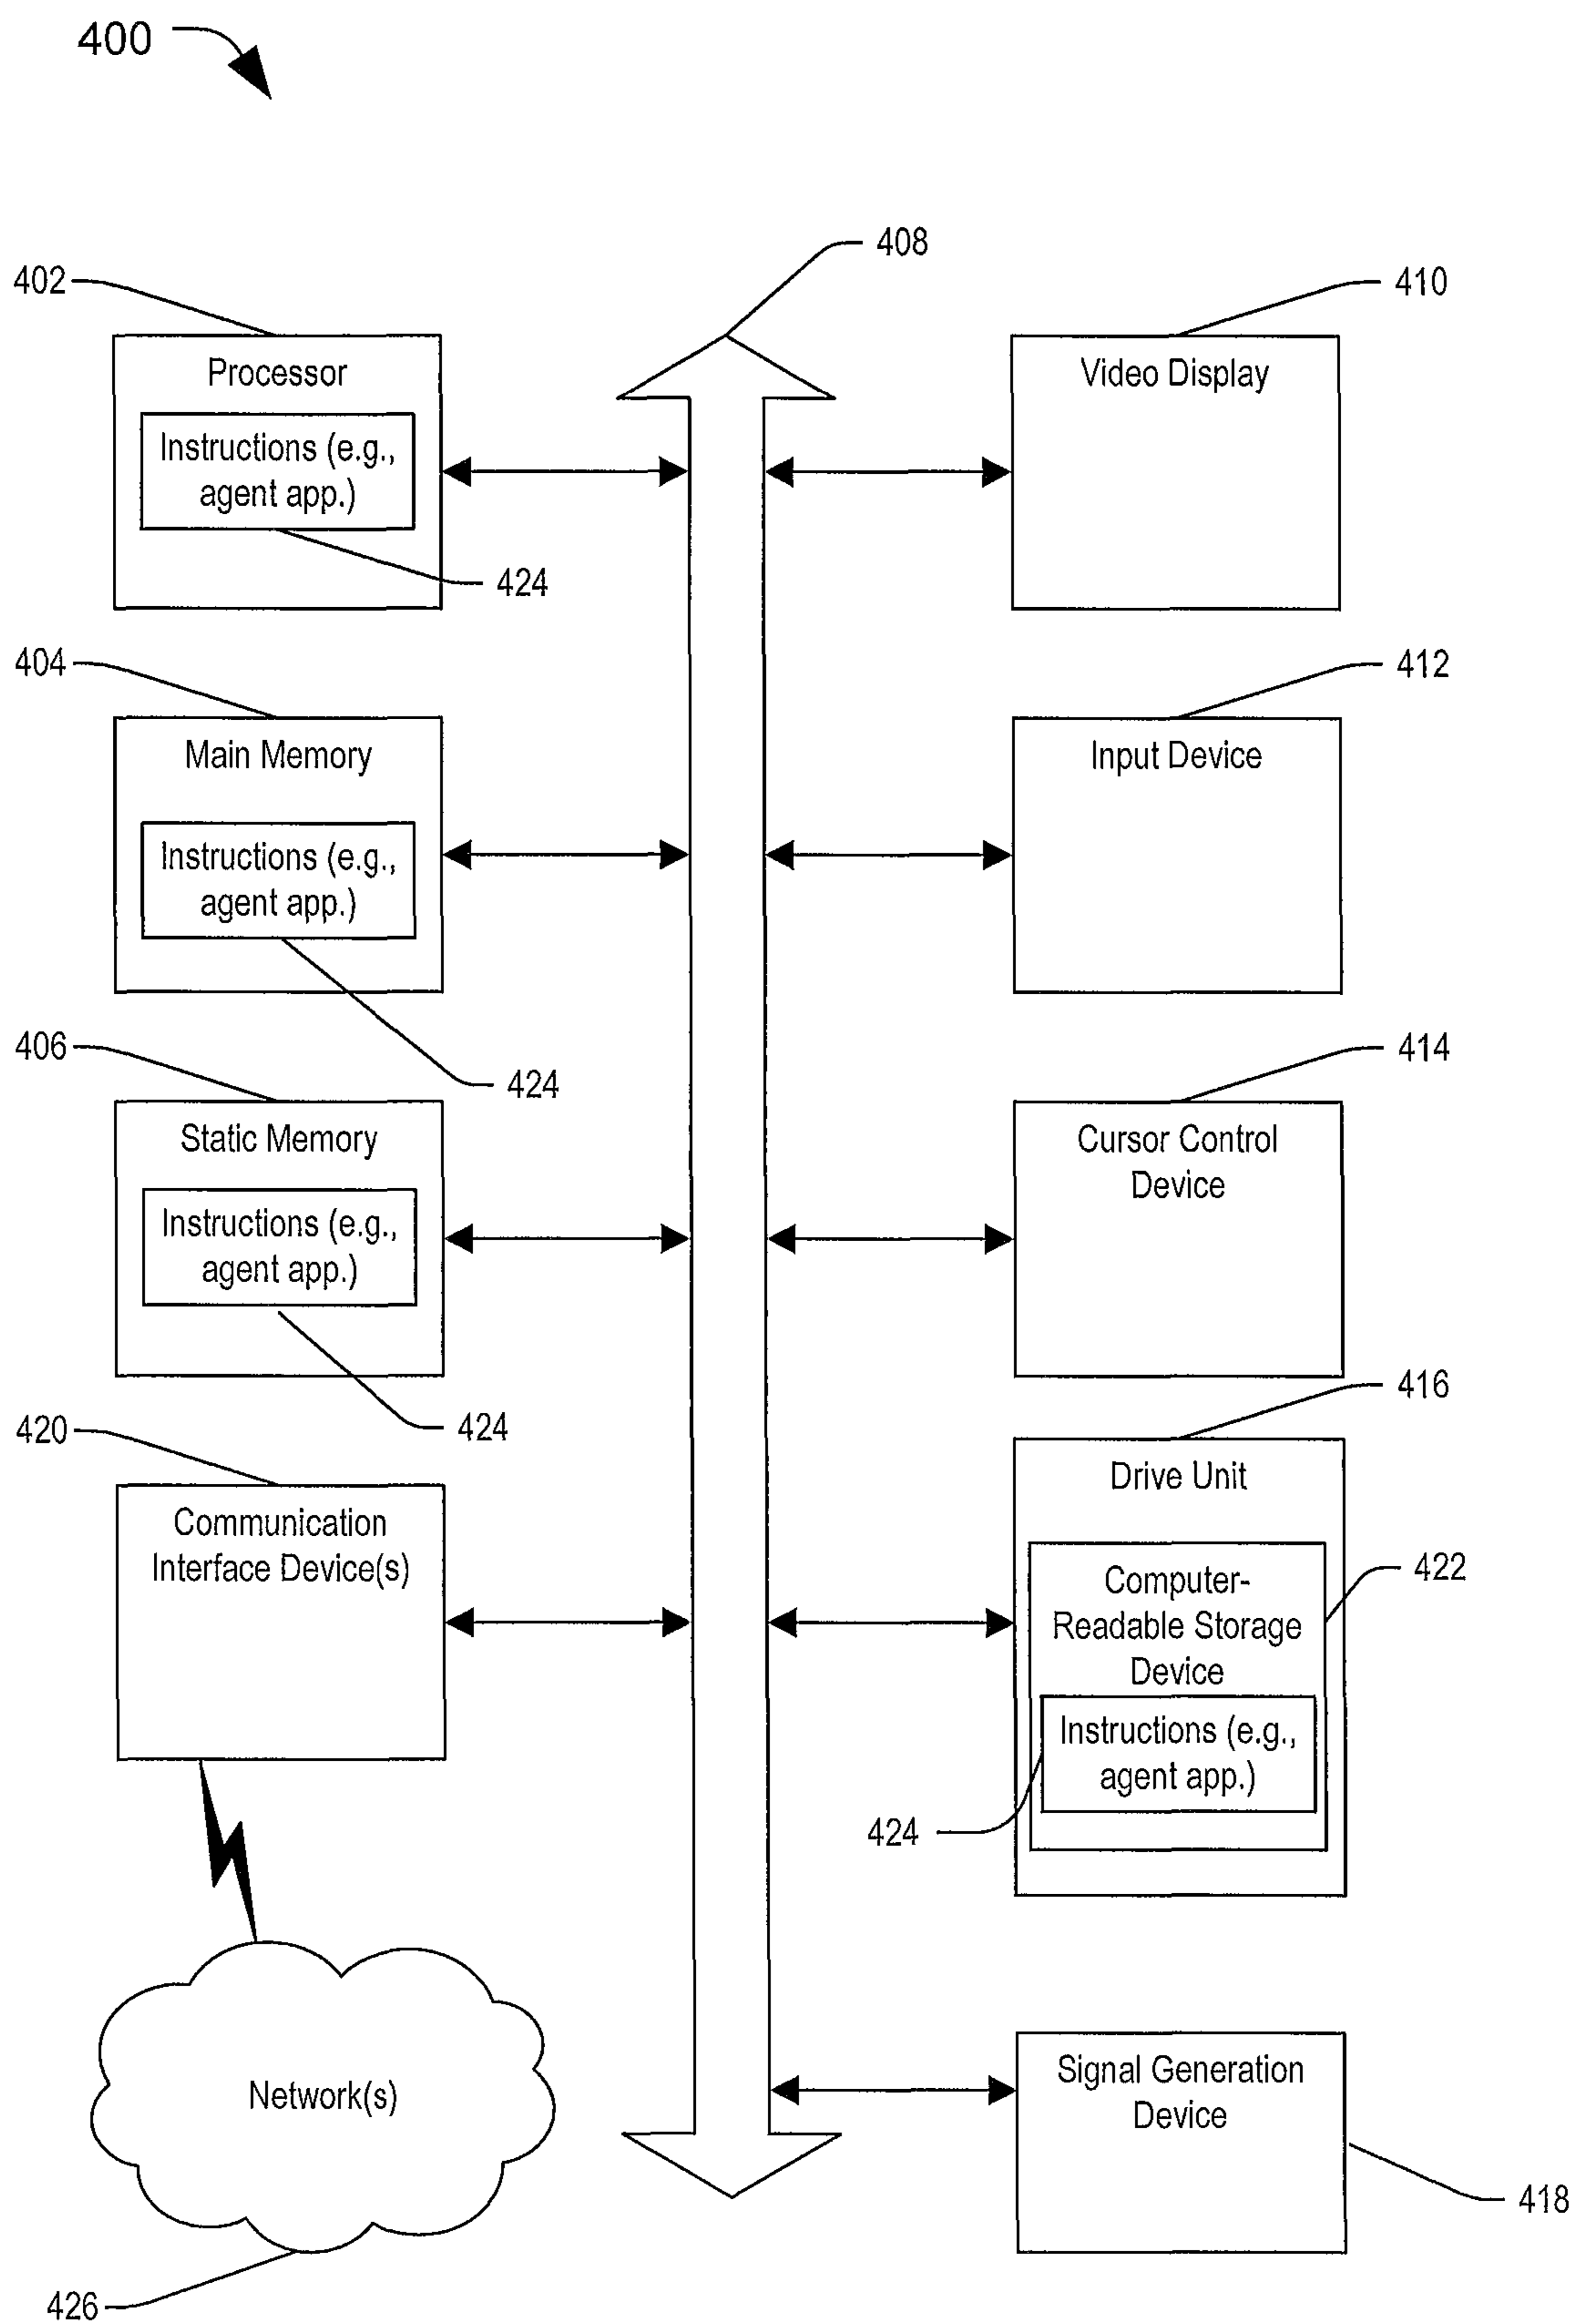 400
408
402
410
Processor
Instructions (e.g.,
agent app.)
424
Video Display
404
412
Main Memory
Instructions (e.g.,
agent app.)
424
Input Device
406
414
Static Memory
Instructions (e.g.,
agent app.)
424
Cursor Control
Device
420
416
Communication
Interface Device(s)
Drive Unit
422
Computer-
Readable Storage
Device
Instructions (e.g.,
agent app.)
424
Network(s)
426
Signal Generation
Device
418